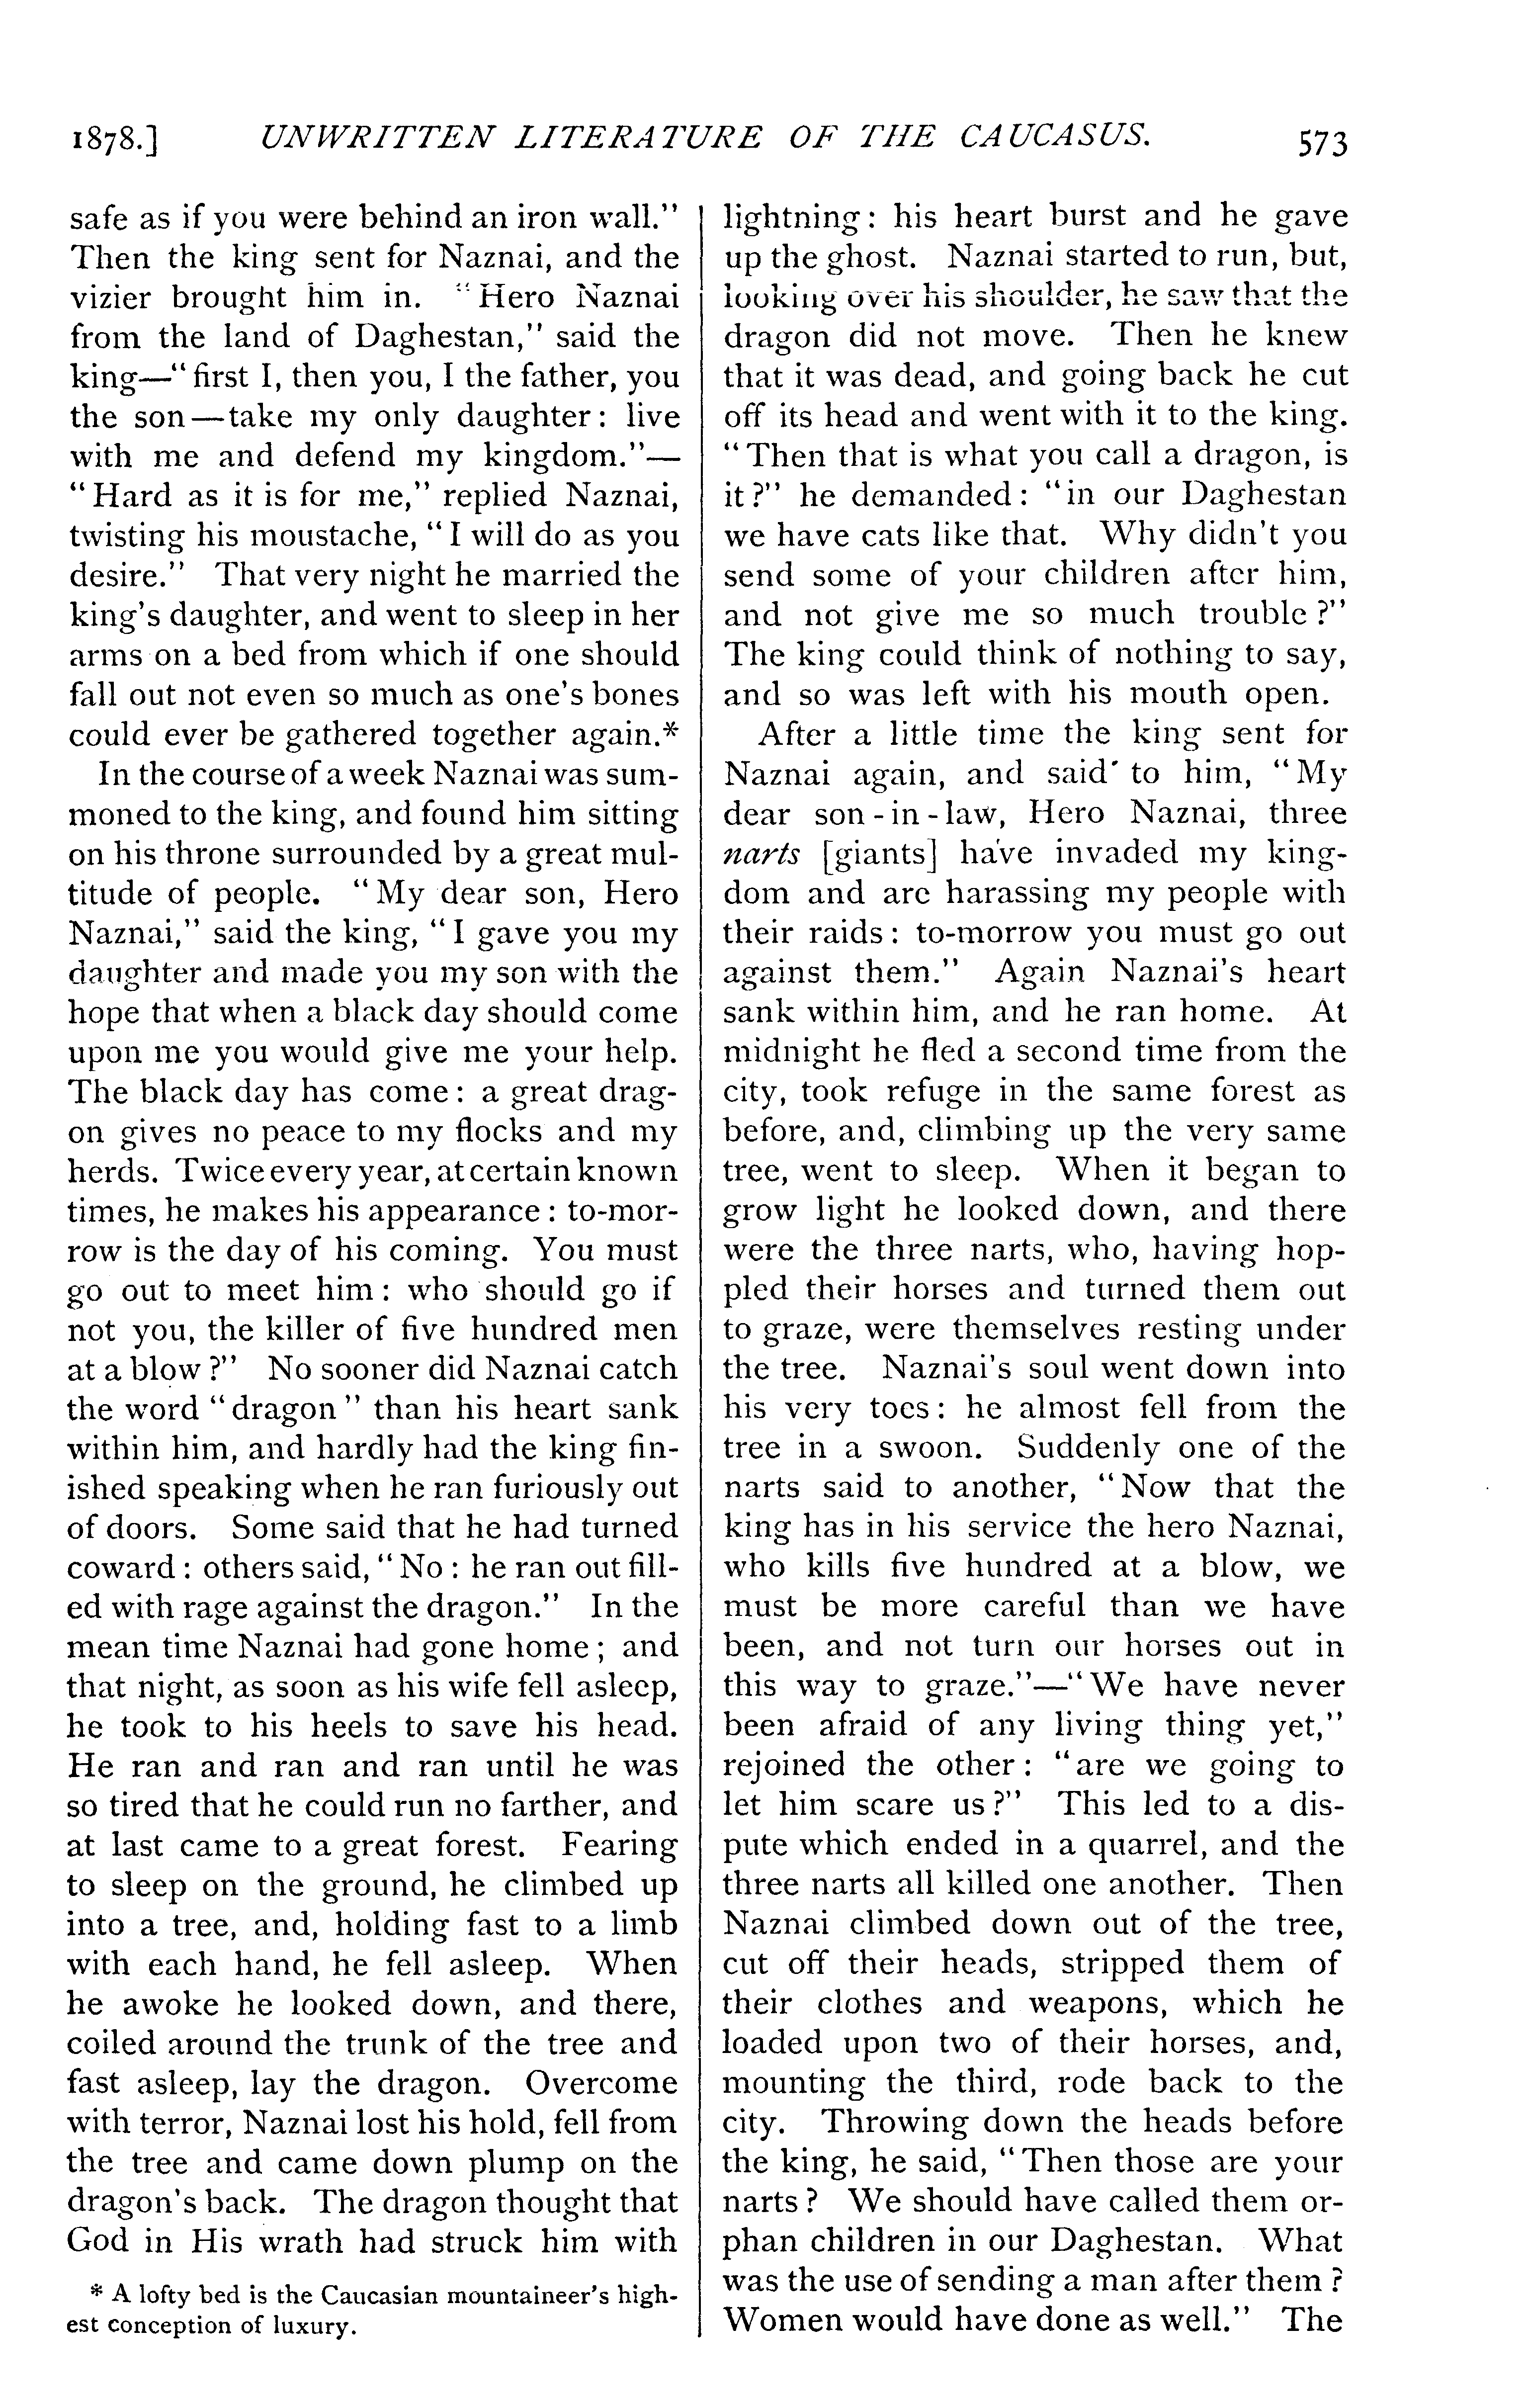 1878.] UNWRITTEN LITERATURE OF THE CAUCASUS. 573
safe as if you were behind an iron wall."
Then the king sent for Naznai, and the
vizier brought him in. "Hero Naznai
from the land of Daghestan," said the
king—"first I, then you, I the father, you
the son—take my only daughter: live
with me and defend my kingdom."—
"Hard as it is for me," replied Naznai,
twisting his moustache, "I will do as you
desire." That very night he married the
king's daughter, and went to sleep in her
arms on a bed from which if one should
fall out not even so much as one's bones
could ever be gathered together again.*
In the course of a week Naznai was sum-
moned to the king, and found him sitting
on his throne surrounded by a great mul-
titude of people. "My dear son, Hero
Naznai," said the king, "I gave you my
daughter and made you my son with the
hope that when a black day should come
upon me you would give me your help.
The black day has come: a great drag-
on gives no peace to my flocks and my
herds. Twice every year, at certain known
times, he makes his appearance: to-mor-
row is the day of his coming. You must
go out to meet him: who should go if
not you, the killer of five hundred men
at a blow?" No sooner did Naznai catch
the word "dragon" than his heart sank
within him, and hardly had the king fin-
ished speaking when he ran furiously out
of doors. Some said that he had turned
coward: others said, "No: he ran out fill-
ed with rage against the dragon." In the
mean time Naznai had gone home; and
that night, as soon as his wife fell asleep,
he took to his heels to save his head.
He ran and ran and ran until he was
so tired that he could run no farther, and
at last came to a great forest. Fearing
to sleep on the ground, he climbed up
into a tree, and, holding fast to a limb
with each hand, he fell asleep. When
he awoke he looked down, and there,
coiled around the trunk of the tree and
fast asleep, lay the dragon. Overcome
with terror, Naznai lost his hold, fell from
the tree and came down plump on the
dragon's back. The dragon thought that
God in His wrath had struck him with
* A lofty bed is the Caucasian mountaineer's high-
est conception of luxury.
lightning: his heart burst and he gave
up the ghost. Naznai started to run, but,
looking over his shoulder, he saw that the
dragon did not move. Then he knew
that it was dead, and going back he cut
off its head and went with it to the king.
"Then that is what you call a dragon, is
it?" he demanded: "in our Daghestan
we have cats like that. Why didn't you
send some of your children after him,
and not give me so much trouble?"
The king could think of nothing to say,
and so was left with his mouth open.
After a little time the king sent for
Naznai again, and said to him, "My
dear son-in-law, Hero Naznai, three
narts [giants] have invaded my king-
dom and are harassing my people with
their raids: to-morrow you must go out
against them." Again Naznai's heart
sank within him, and he ran home. At
midnight he fled a second time from the
city, took refuge in the same forest as
before, and, climbing up the very same
tree, went to sleep. When it began to
grow light he looked down, and there
were the three narts, who, having hop-
pled their horses and turned them out
to graze, were themselves resting under
the tree. Naznai's soul went down into
his very toes: he almost fell from the
tree in a swoon. Suddenly one of the
narts said to another, "Now that the
king has in his service the hero Naznai,
who kills five hundred at a blow, we
must be more careful than we have
been, and not turn our horses out in
this way to graze."—"We have never
been afraid of any living thing yet,"
rejoined the other: "are we going to
let him scare us?" This led to a dis-
pute which ended in a quarrel, and the
three narts all killed one another. Then
Naznai climbed down out of the tree,
cut off their heads, stripped them of
their clothes and weapons, which he
loaded upon two of their horses, and,
mounting the third, rode back to the
city. Throwing down the heads before
the king, he said, "Then those are your
narts? We should have called them or-
phan children in our Daghestan. What
was the use of sending a man after them?
Women would have done as well." The